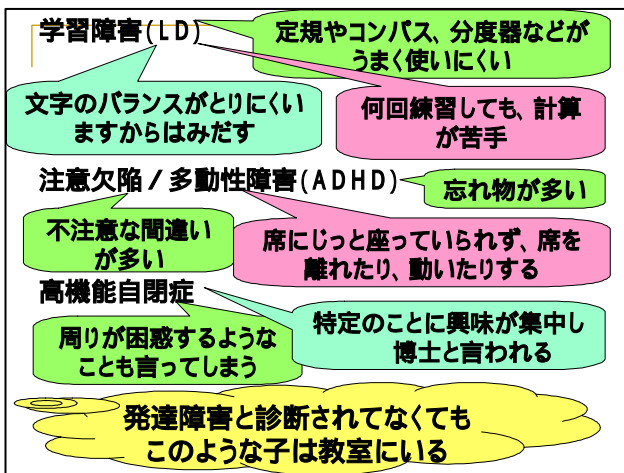 学習障害(LD)
定規やコンパス、分度器などが
うまく使いにくい
文字のバランスがとりにくい
ますからはみだす
何回練習しても、計算
が苦手
注意欠陥/多動性障害(ADHD)
忘れ物が多い
不注意な間違い
が多い
席にじっと座っていられず、席を
離れたり、動いたりする
高機能自閉症
特定のことに興味が集中し
博士と言われる
周りが困惑するような
ことも言ってしまう
発達障害と診断されてなくても
このような子は教室にいる